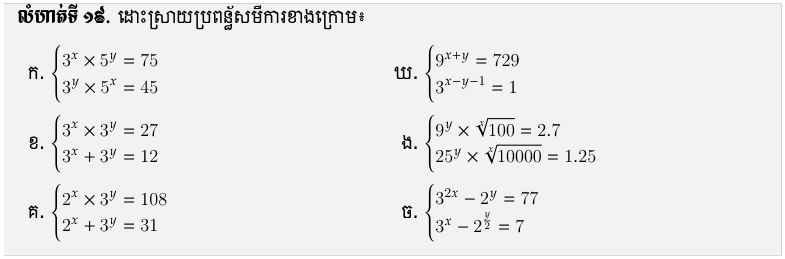 លំហាត់ទី ១៩. ដោះស្រាយប្រពន្ធ័សមីការខាងក្រោម៖
ក. {3^x × 5^y = 75
3^y × 5^x = 45
ខ. {3^x × 3^y = 27
3^x + 3^y = 12
គ. {2^x × 3^y = 108
2^x + 3^y = 31
ឃ. {9^{x+y} = 729
3^{x−y−1} = 1
ង. {9^y × \sqrt[x]{100} = 2.7
25^y × \sqrt[x]{10000} = 1.25
ច. {3^{2x} − 2^y = 77
3^x − 2^{\frac{y}{2}} = 7